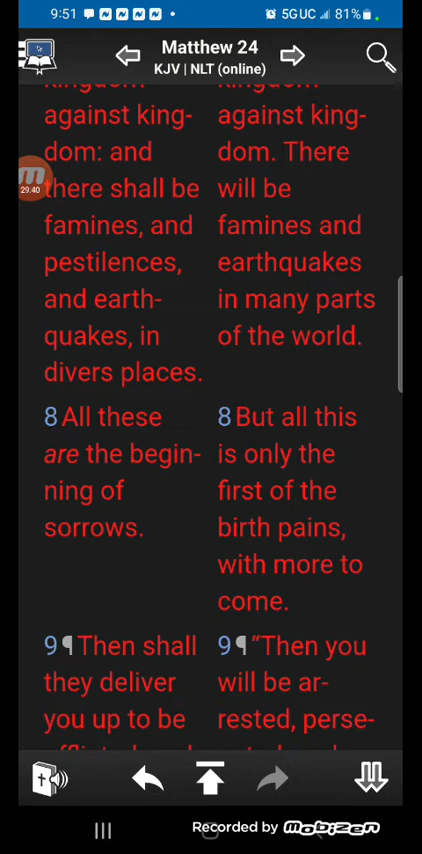 9:51
5GUC 81%
Matthew 24
KJV | NLT (online)
kingdom
against king-
dom: and
there shall be
famines, and
pestilences,
and earth-
quakes, in
divers places.
8 All these
are the begin-
ning of
sorrows.
9 ¶ Then shall
they deliver
you up to be
kingdom
against king-
dom. There
will be
famines and
earthquakes
in many parts
of the world.
8 But all this
is only the
first of the
birth pains,
with more to
come.
9 ¶ “Then you
will be ar-
rested, perse-
29:40
Recorded by mobizen